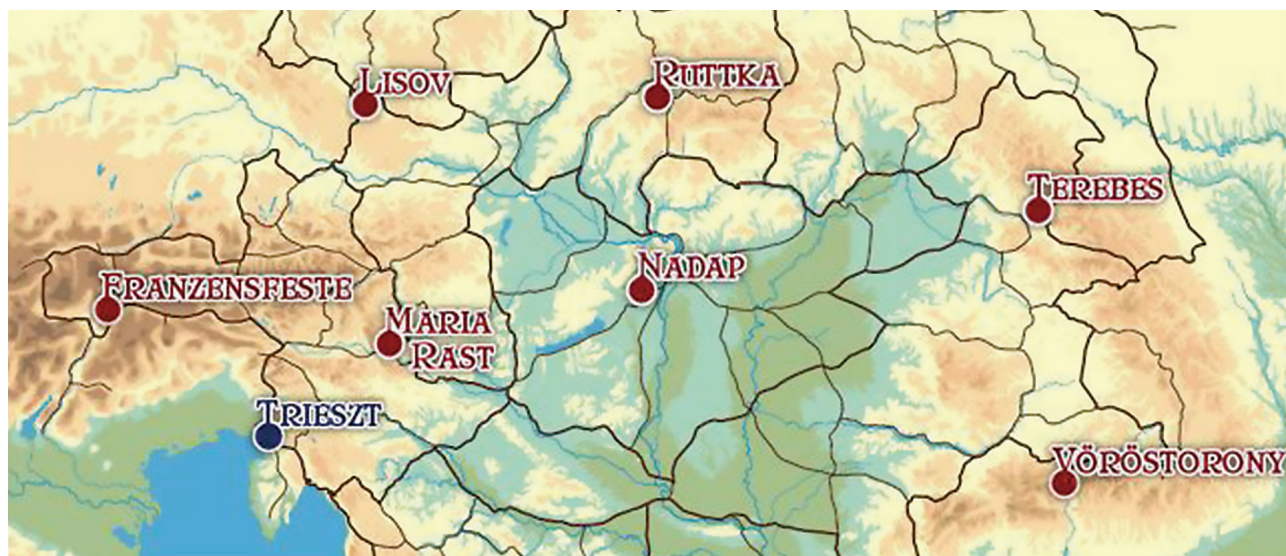 LISOV
RUTTKA
TEREBES
FRANZENSFESTE
NADAP
MÁRIA
RAST
TRIESZT
VÖRÖSTORONY